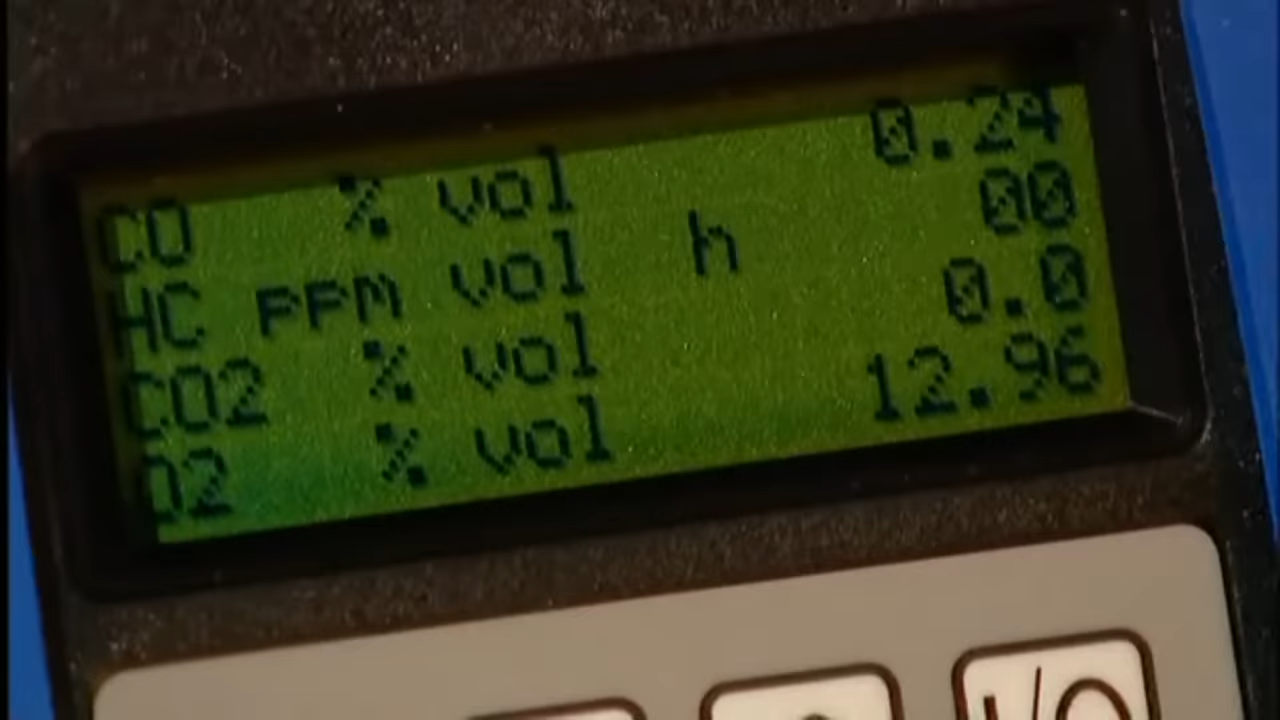 CO % vol 0.24
HC PPM vol h 00
CO2 % vol 0.0
O2 % vol 12.96
I/O